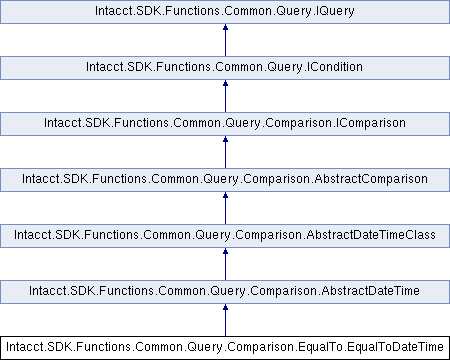 Intacct.SDK.Functions.Common.Query.IQuery
Intacct.SDK.Functions.Common.Query.ICondition
Intacct.SDK.Functions.Common.Query.Comparison.IComparison
Intacct.SDK.Functions.Common.Query.Comparison.AbstractComparison
Intacct.SDK.Functions.Common.Query.Comparison.AbstractDateTimeClass
Intacct.SDK.Functions.Common.Query.Comparison.AbstractDateTime
Intacct.SDK.Functions.Common.Query.Comparison.EqualTo.EqualToDateTime